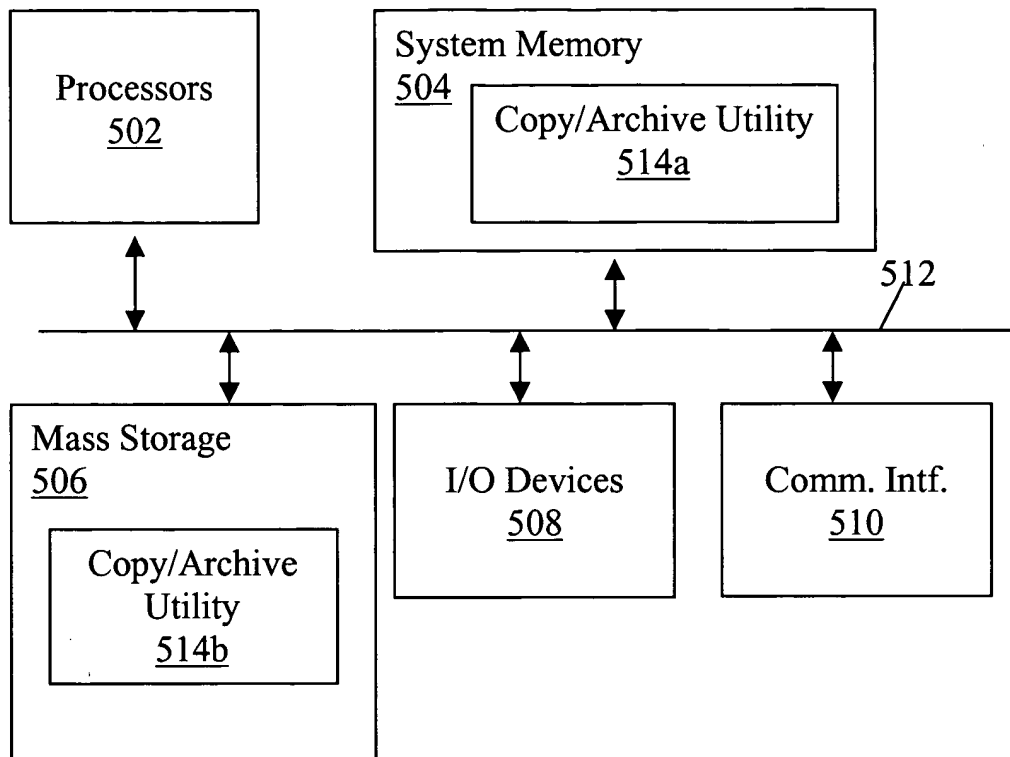 Processors
502
System Memory
504
Copy/Archive Utility
514a
512
Mass Storage
506
Copy/Archive
Utility
514b
I/O Devices
508
Comm. Intf.
510